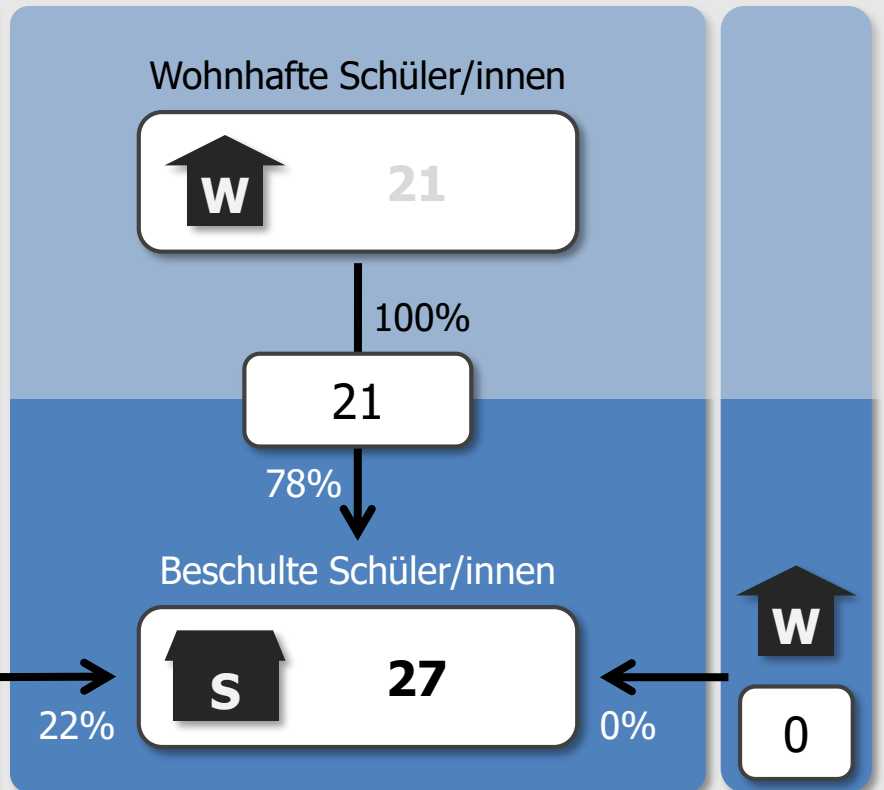 Wohnhafte Schüler/innen
W 21
100%
21
78%
Beschulte Schüler/innen
W
S 27
22%
0%
0